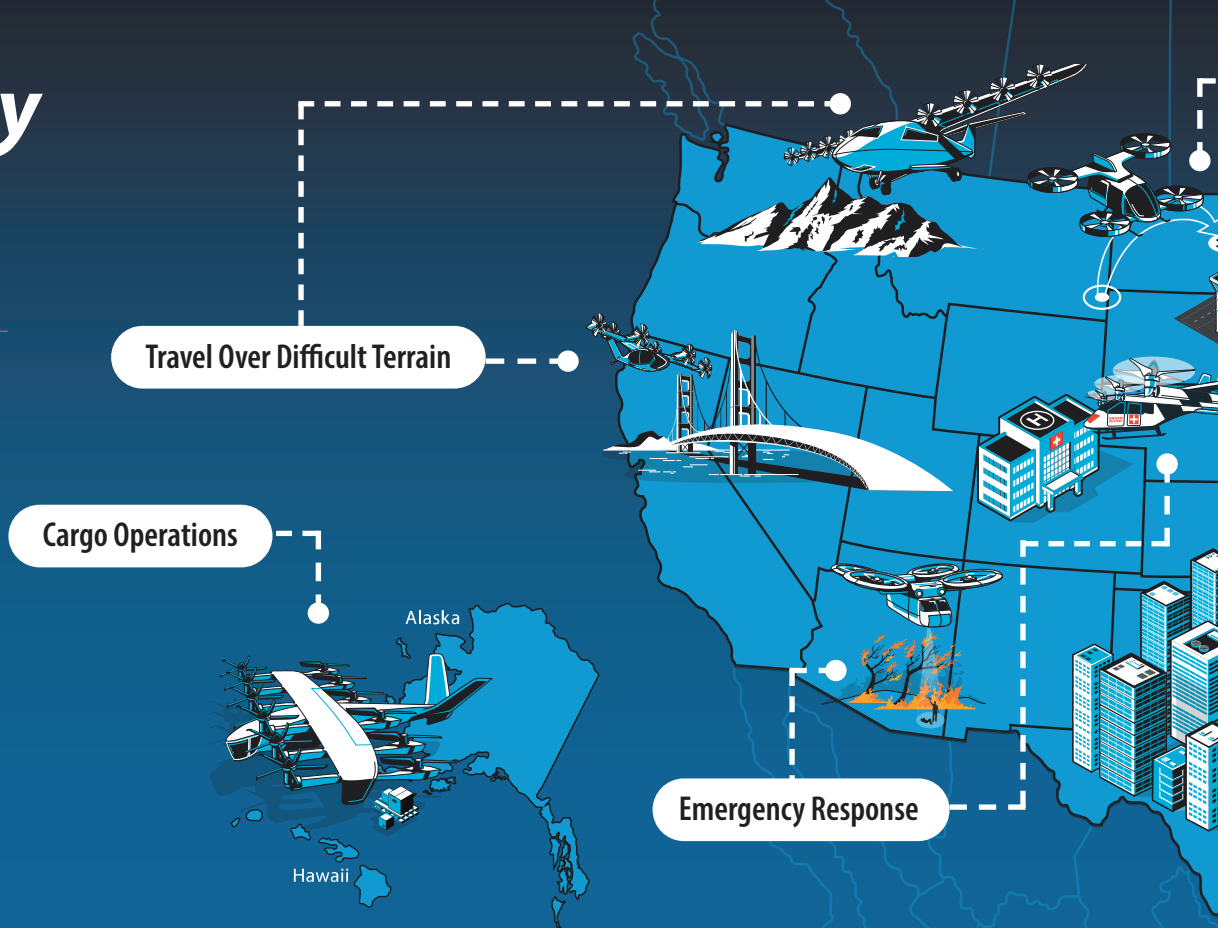 y
Travel Over Difficult Terrain
Cargo Operations
Alaska
H
Emergency Response
Hawaii